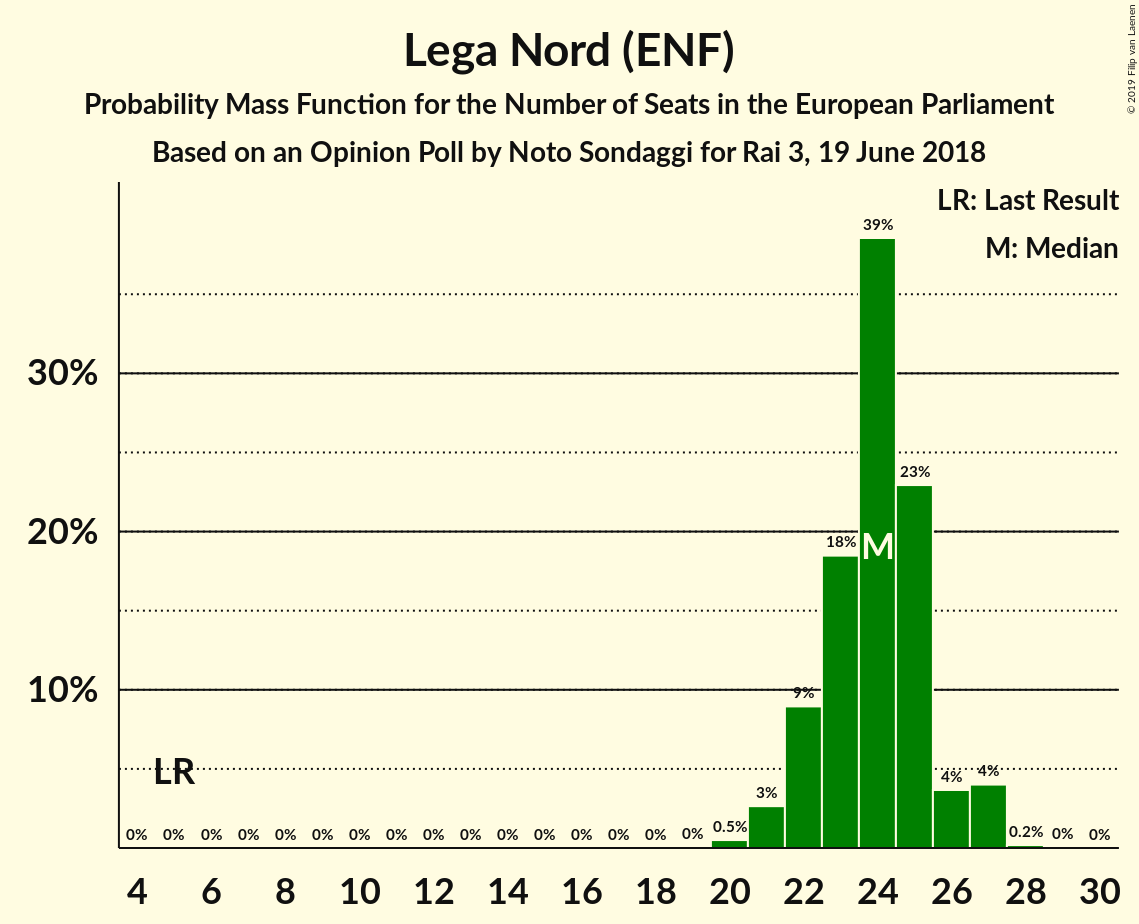 Lega Nord (ENF)
Probability Mass Function for the Number of Seats in the European Parliament
Based on an Opinion Poll by Noto Sondaggi for Rai 3, 19 June 2018
© 2019 Filip van Laenen
LR: Last Result
M: Median
39%
30%
23%
20%
18%
M
10%
9%
LR
4% 4%
3%
0% 0% 0% 0% 0% 0% 0% 0% 0% 0% 0% 0% 0% 0% 0% 0% 0.5% 0.2% 0% 0%
4 6 8 10 12 14 16 18 20 22 24 26 28 30